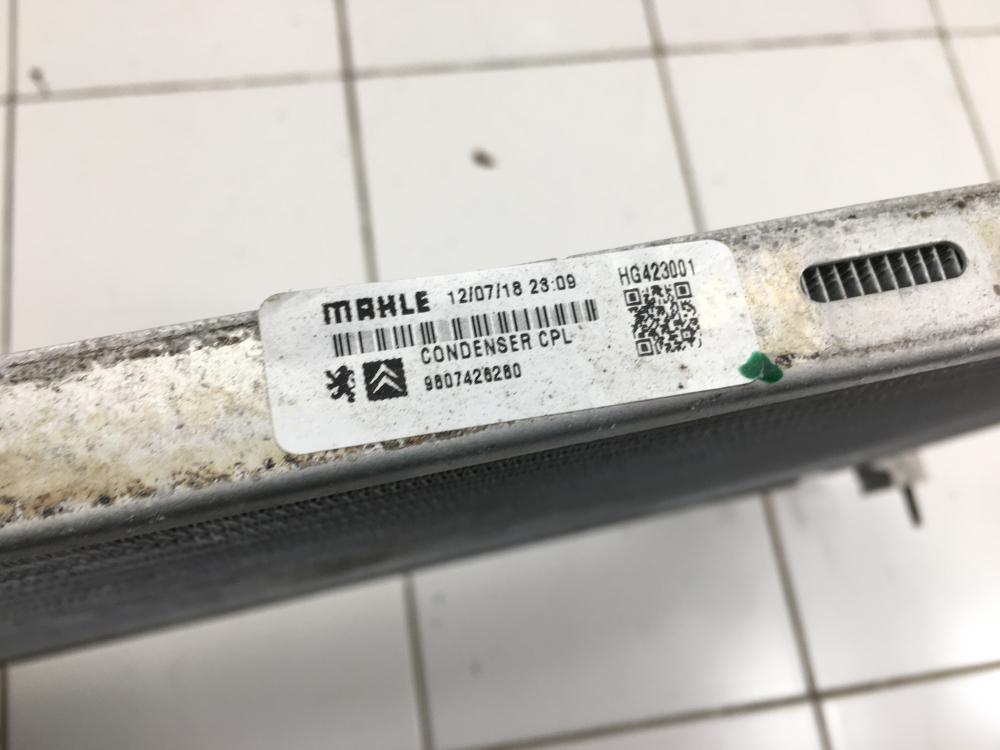 MAHLE 12/07/18 23:09 HG423001
CONDENSER CPL
9807426280